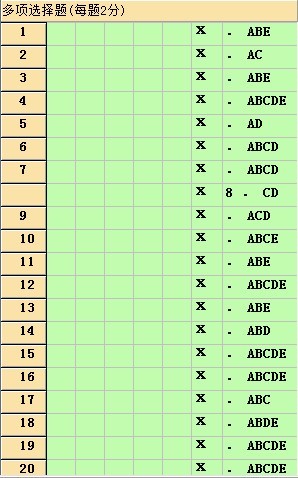 多项选择题(每题2分)
1 X . ABE
2 X . AC
3 X . ABE
4 X . ABCDE
5 X . AD
6 X . ABCD
7 X . ABCD
X 8 . CD
9 X . ACD
10 X . ABCE
11 X . ABE
12 X . ABCDE
13 X . ABE
14 X . ABD
15 X . ABCDE
16 X . ABCDE
17 X . ABC
18 X . ABDE
19 X . ABCDE
20 X . ABCDE